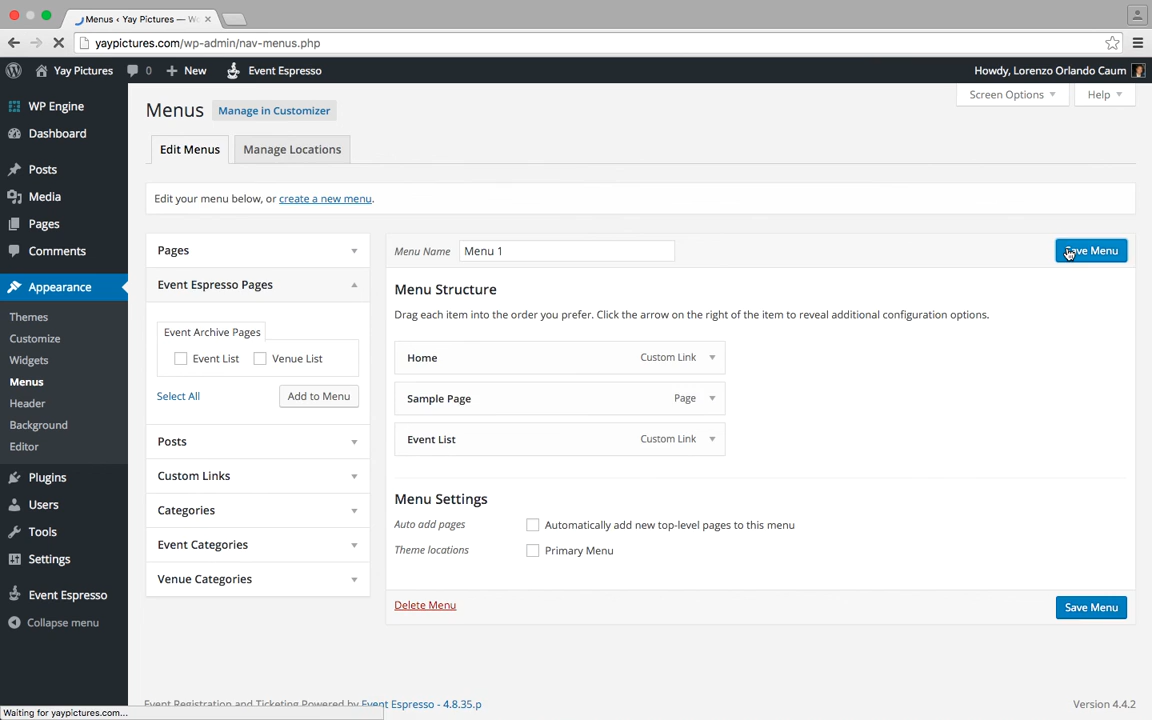 Menus ‹ Yay Pictures — W
yaypictures.com/wp-admin/nav-menus.php
Yay Pictures 0 New Event Espresso Howdy, Lorenzo Orlando Caum
Screen Options Help
WP Engine
Dashboard
Posts
Media
Pages
Comments
Appearance
Themes
Customize
Widgets
Menus
Header
Background
Editor
Plugins
Users
Tools
Settings
Event Espresso
Collapse menu
Menus Manage in Customizer
Edit Menus Manage Locations
Edit your menu below, or create a new menu.
Pages
Event Espresso Pages
Event Archive Pages
Event List Venue List
Select All Add to Menu
Posts
Custom Links
Categories
Event Categories
Venue Categories
Menu Name Menu 1 Save Menu
Menu Structure
Drag each item into the order you prefer. Click the arrow on the right of the item to reveal additional configuration options.
Home Custom Link
Sample Page Page
Event List Custom Link
Menu Settings
Auto add pages Automatically add new top-level pages to this menu
Theme locations Primary Menu
Delete Menu Save Menu
Event Registration and Ticketing Powered by Event Espresso - 4.8.35.p Version 4.4.2
Waiting for yaypictures.com...